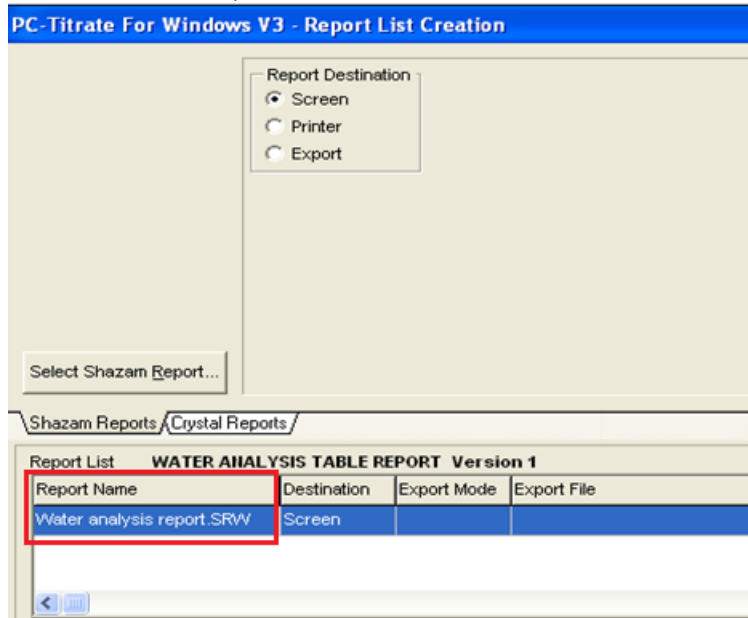 PC-Titrate For Windows V3 - Report List Creation
Report Destination
Screen
Printer
Export
Select Shazam Report...
Shazam Reports Crystal Reports
Report List WATER ANALYSIS TABLE REPORT Version 1
Report Name Destination Export Mode Export File
Water analysis report.SRW Screen